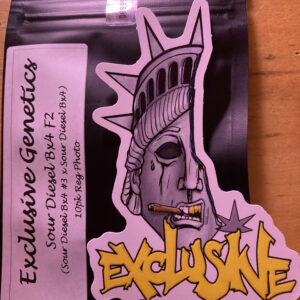 Exclusive Genetics
Sour Diesel Bx4 F2
(Sour Diesel Bx4 #3 x Sour Diesel Bx4)
10pk Reg Photo
EXCLUSIVE